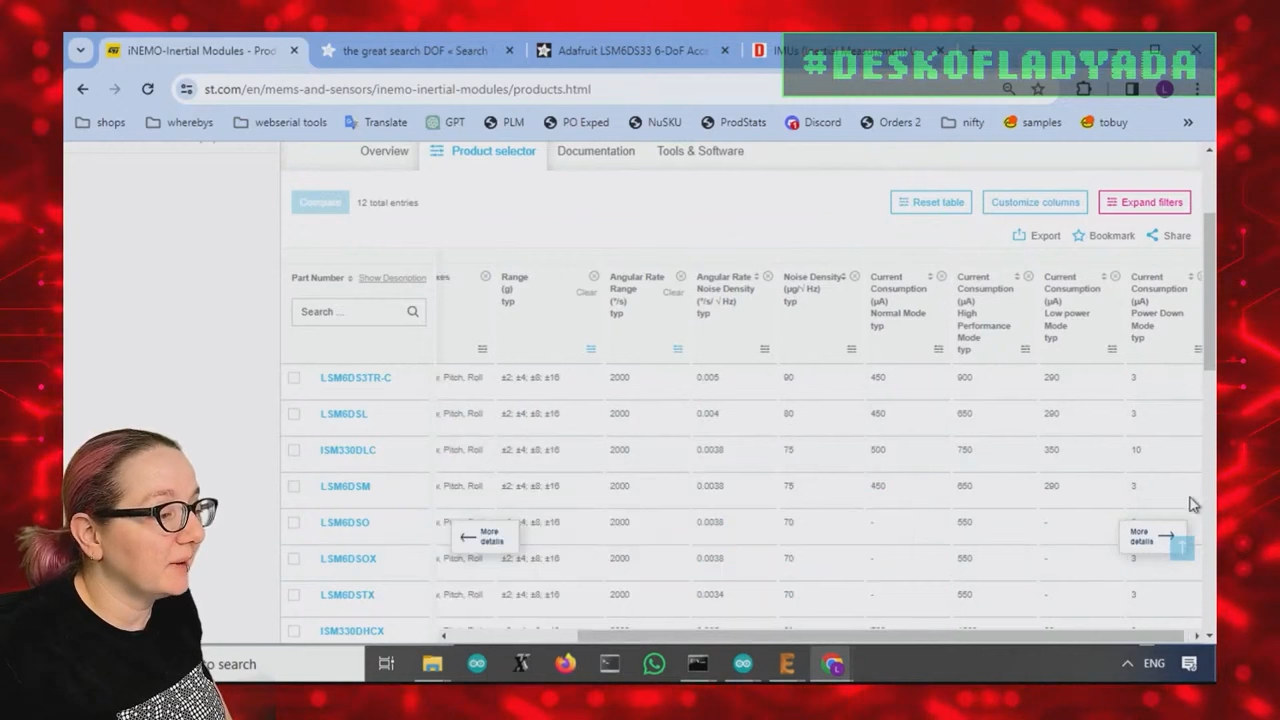 #DESKOFLADYADA
iNEMO-Inertial Modules - Prod
the great search DOF « Search
Adafruit LSM6DS33 6-DoF Acc
IMUs (Inertial Measurement
st.com/en/mems-and-sensors/inemo-inertial-modules/products.html
shops whereby webserial tools Translate GPT PLM PO Exped NuSKU ProdStats Discord Orders 2 nifty samples tobuy
Overview Product selector Documentation Tools & Software
Compare 12 total entries Reset table Customize columns Expand filters
Export Bookmark Share
Part Number Show Description
Search ...
Range (g) typ Clear
Angular Rate Range (°/s) typ Clear
Angular Rate Noise Density (°/s/ √Hz) typ
Noise Density (µg/√ Hz) typ
Current Consumption (µA) Normal Mode typ
Current Consumption (µA) High Performance Mode typ
Current Consumption (µA) Low power Mode typ
Current Consumption (µA) Power Down Mode typ
LSM6DS3TR-C , Pitch, Roll ±2; ±4; ±8; ±16 2000 0.005 90 450 900 290 3
LSM6DSL , Pitch, Roll ±2; ±4; ±8; ±16 2000 0.004 80 450 650 290 3
ISM330DLC , Pitch, Roll ±2; ±4; ±8; ±16 2000 0.0038 75 500 750 350 10
LSM6DSM , Pitch, Roll ±2; ±4; ±8; ±16 2000 0.0038 75 450 650 290 3
LSM6DSO ±2; ±4; ±8; ±16 2000 0.0038 70 - 550 -
More details
More details
LSM6DSOX , Pitch, Roll ±2; ±4; ±8; ±16 2000 0.0038 70 - 550 - 3
LSM6DSTX , Pitch, Roll ±2; ±4; ±8; ±16 2000 0.0034 70 - 550 - 3
ISM330DHCX
to search
ENG